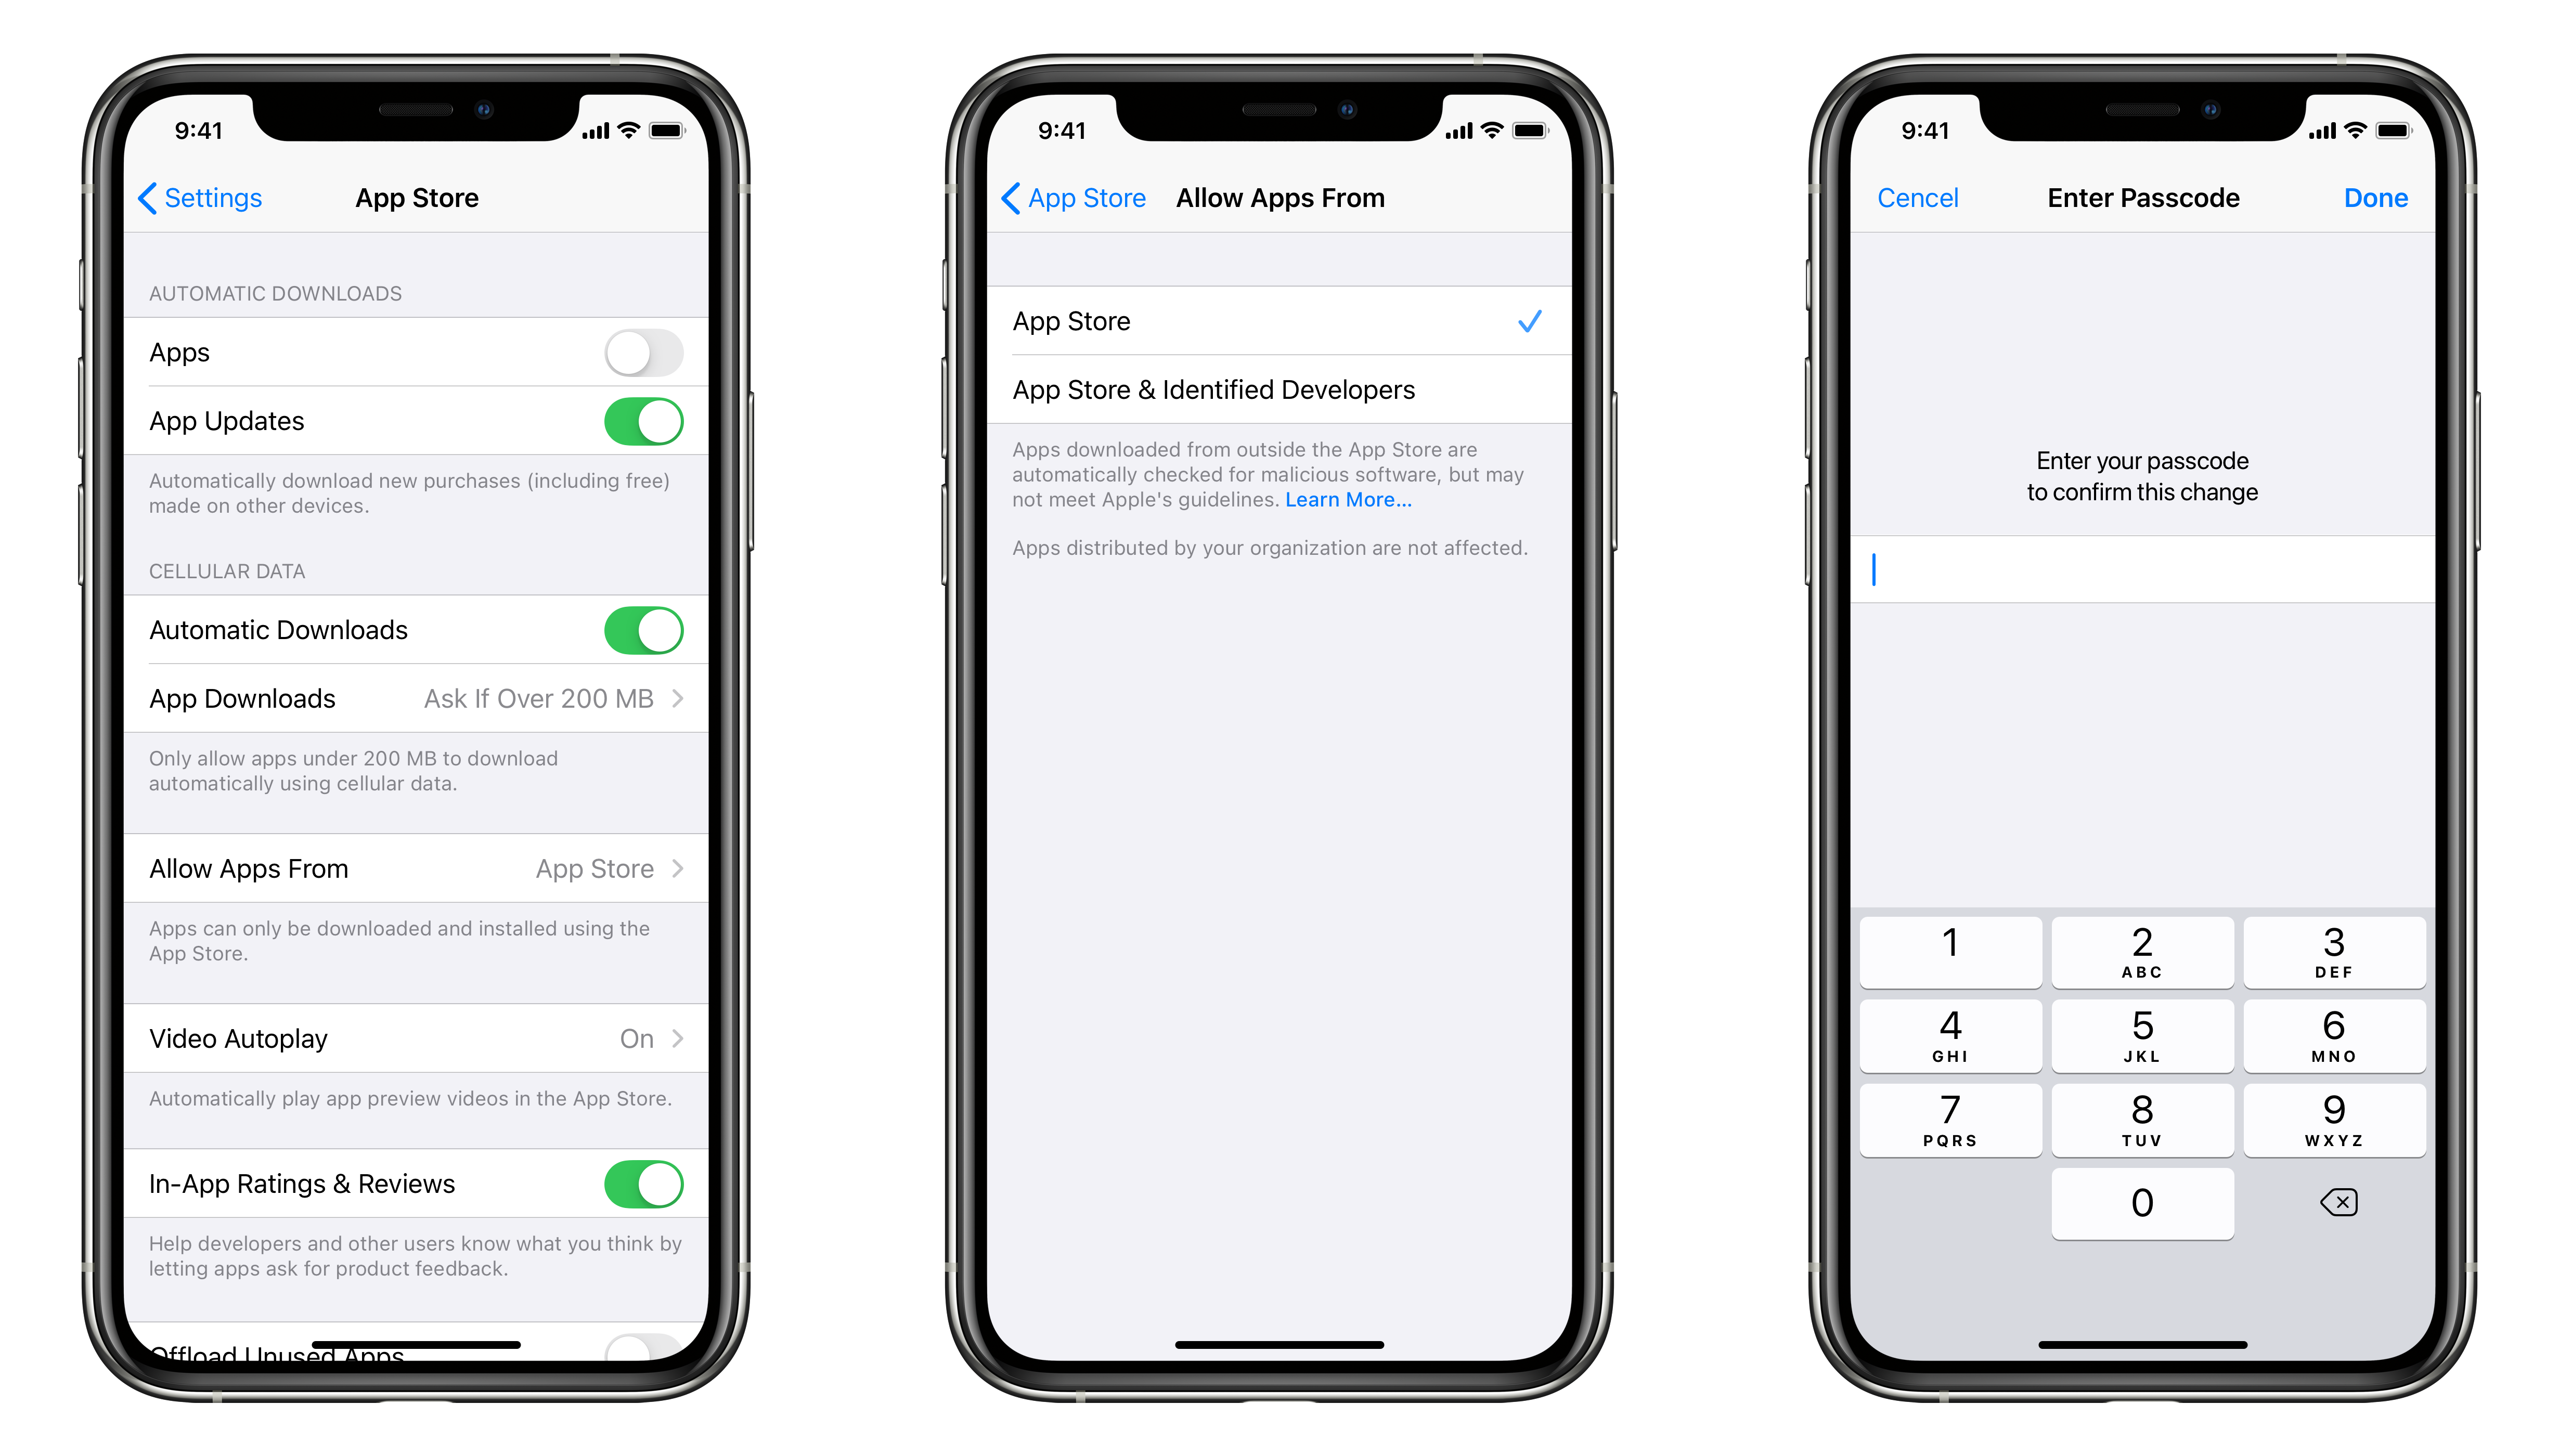 9:41
Settings
App Store
AUTOMATIC DOWNLOADS
Apps
App Updates
Automatically download new purchases (including free)
made on other devices.
CELLULAR DATA
Automatic Downloads
App Downloads Ask If Over 200 MB
Only allow apps under 200 MB to download
automatically using cellular data.
Allow Apps From App Store
Apps can only be downloaded and installed using the
App Store.
Video Autoplay On
Automatically play app preview videos in the App Store.
In-App Ratings & Reviews
Help developers and other users know what you think by
letting apps ask for product feedback.
Offload Unused Apps
9:41
App Store
Allow Apps From
App Store
App Store & Identified Developers
Apps downloaded from outside the App Store are
automatically checked for malicious software, but may
not meet Apple's guidelines. Learn More...
Apps distributed by your organization are not affected.
9:41
Cencel
Enter Passcode
Done
Enter your passcode
to confirm this change
1 2 3
ABC DEF
4 5 6
GHI JKL MNO
7 8 9
PQRS TUV WXYZ
0